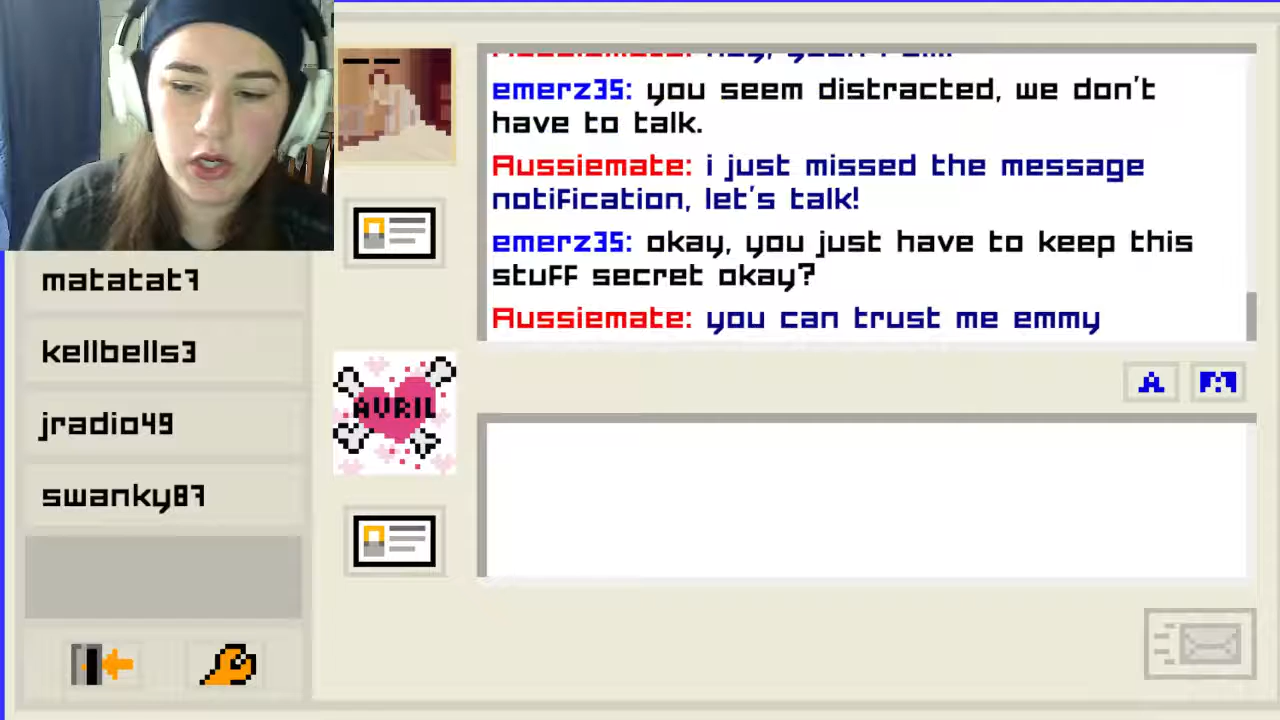 emerz35: you seem distracted, we don't
have to talk.
Aussiemate: i just missed the message
notification, let's talk!
emerz35: okay, you just have to keep this
stuff secret okay?
Aussiemate: you can trust me emmy
matatat7
kellbells3
jradio49
swanky87
AVRIL
A